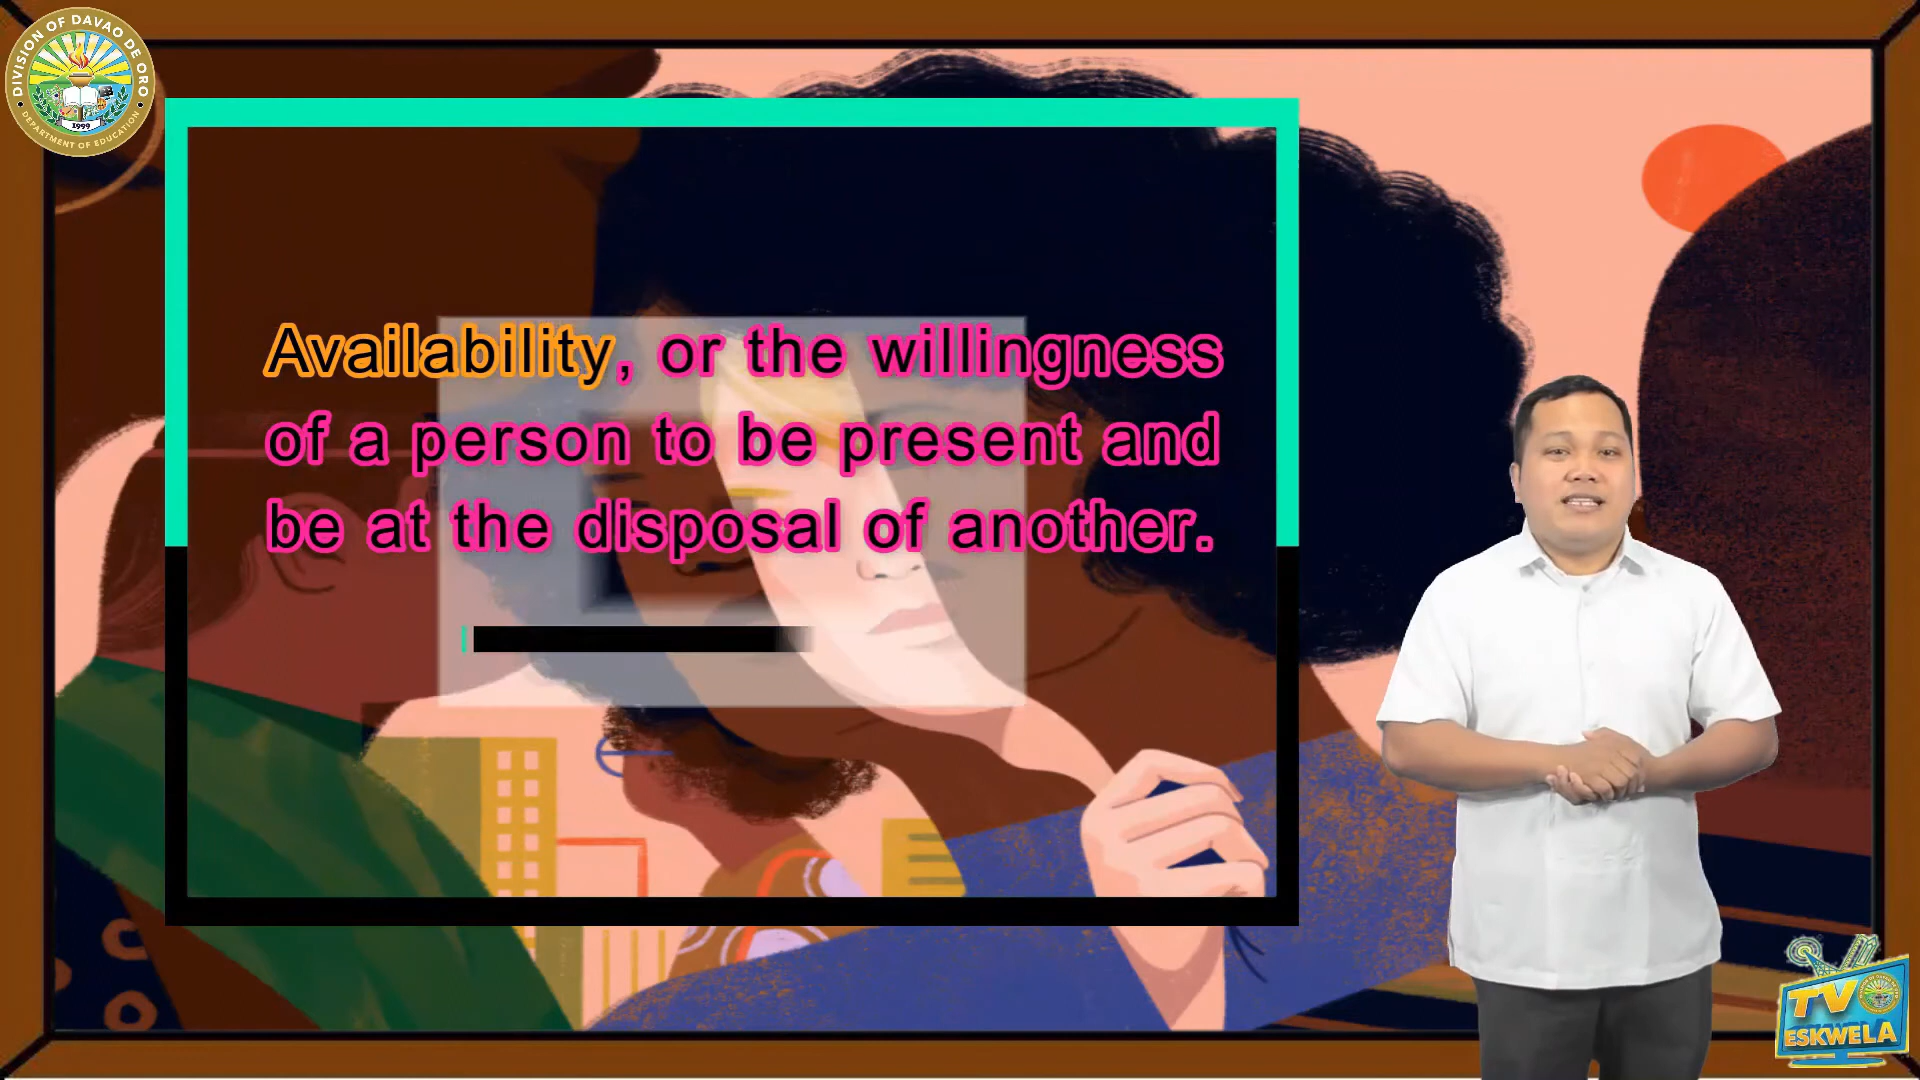 DIVISION OF DAVAO DE ORO
1999
DEPARTMENT OF EDUCATION
Availability, or the willingness
of a person to be present and
be at the disposal of another.
TV
ESKWELA